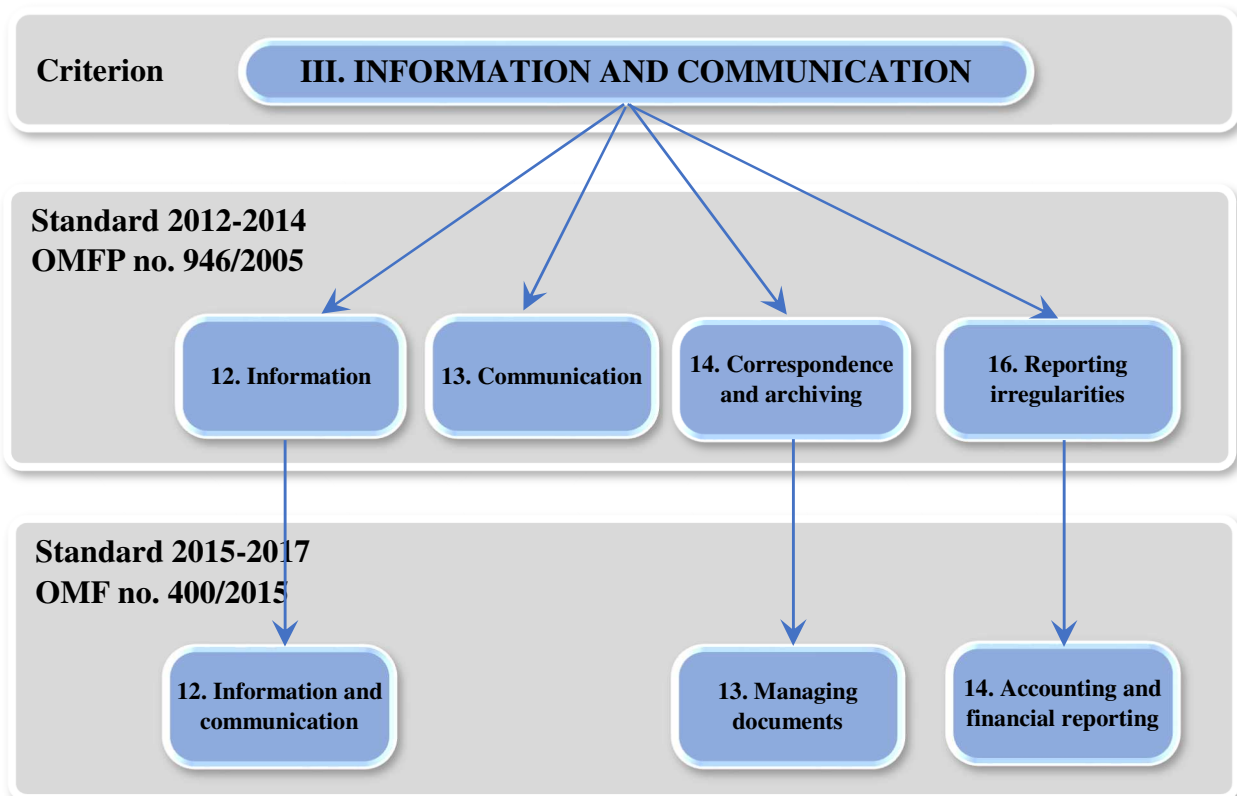 Criterion
III. INFORMATION AND COMMUNICATION
Standard 2012-2014
OMFP no. 946/2005
12. Information
13. Communication
14. Correspondence
and archiving
16. Reporting
irregularities
Standard 2015-2017
OMF no. 400/2015
12. Information and
communication
13. Managing
documents
14. Accounting and
financial reporting